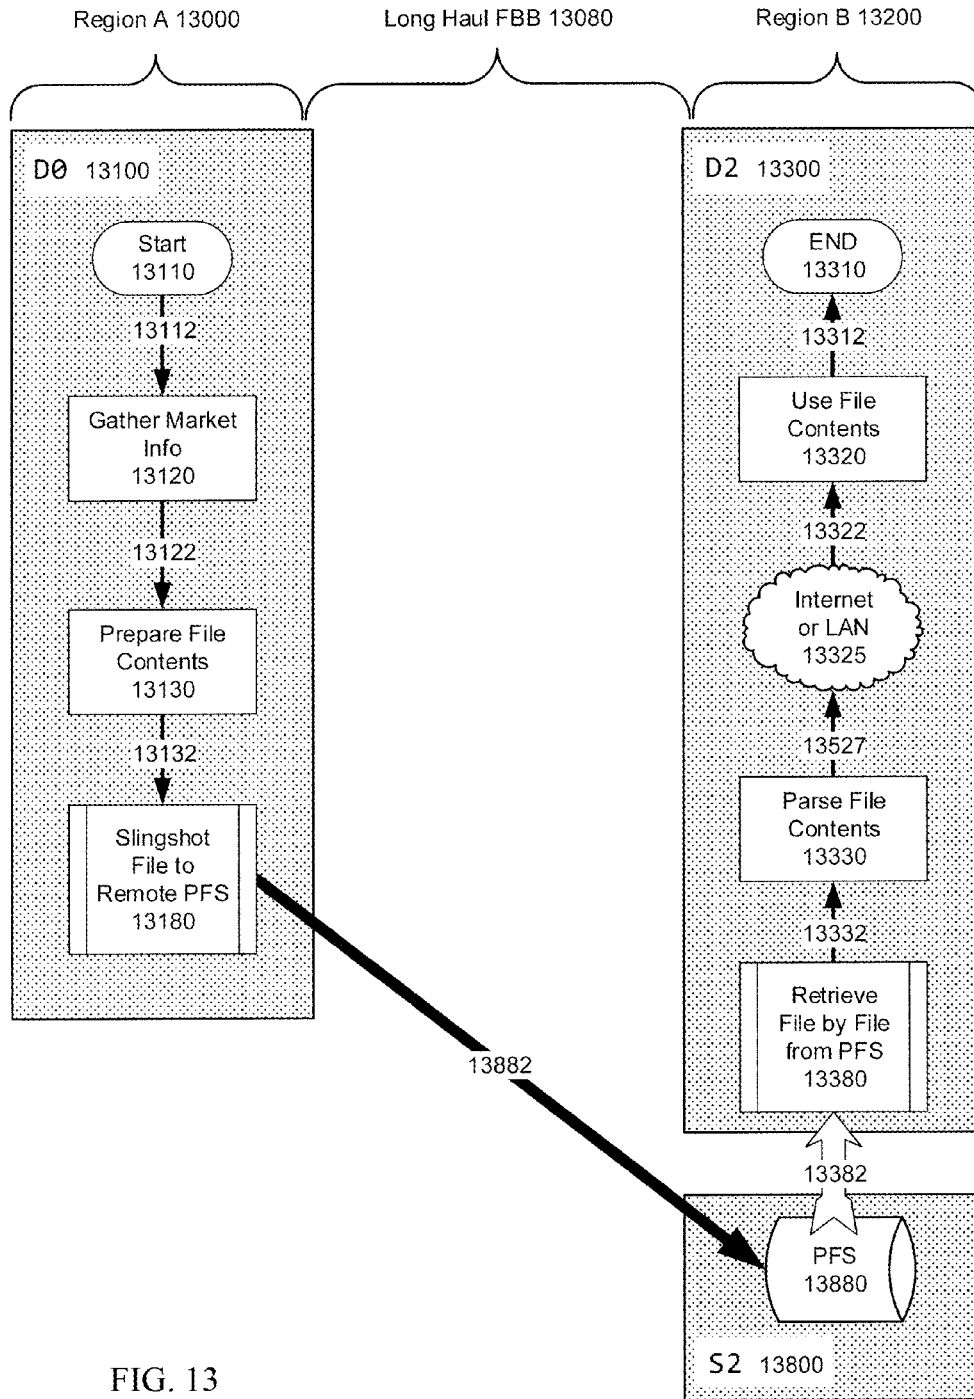 Region A 13000
Long Haul FBB 13080
Region B 13200
D0 13100
Start
13110
13112
Gather Market
Info
13120
13122
Prepare File
Contents
13130
13132
Slingshot
File to
Remote PFS
13180
13882
D2 13300
END
13310
13312
Use File
Contents
13320
13322
Internet
or LAN
13325
13527
Parse File
Contents
13330
13332
Retrieve
File by File
from PFS
13380
13382
PFS
13880
S2 13800
FIG. 13